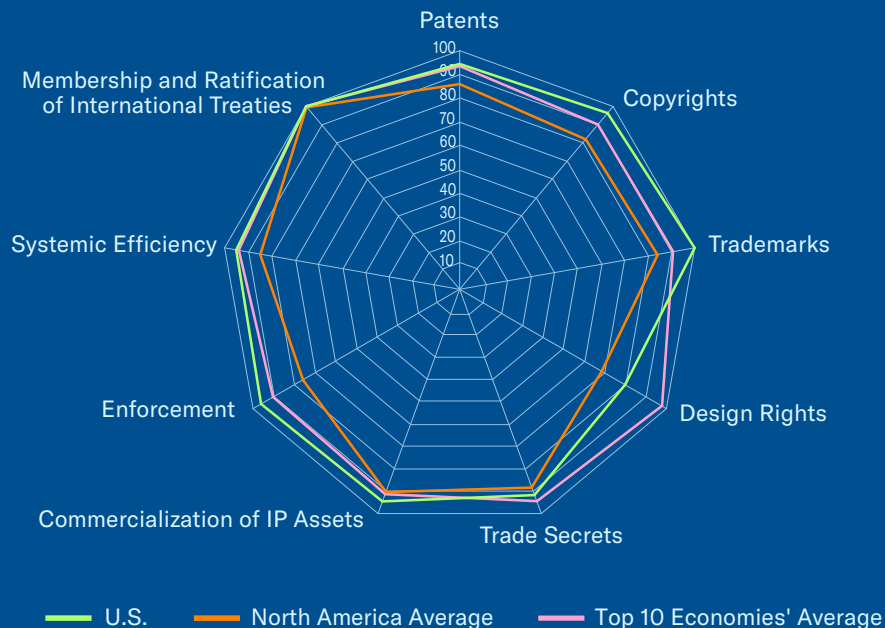 Patents
100
90
80
70
60
50
40
30
20
10
Membership and Ratification
of International Treaties
Copyrights
Systemic Efficiency
Trademarks
Enforcement
Design Rights
Commercialization of IP Assets
Trade Secrets
U.S.
North America Average
Top 10 Economies' Average